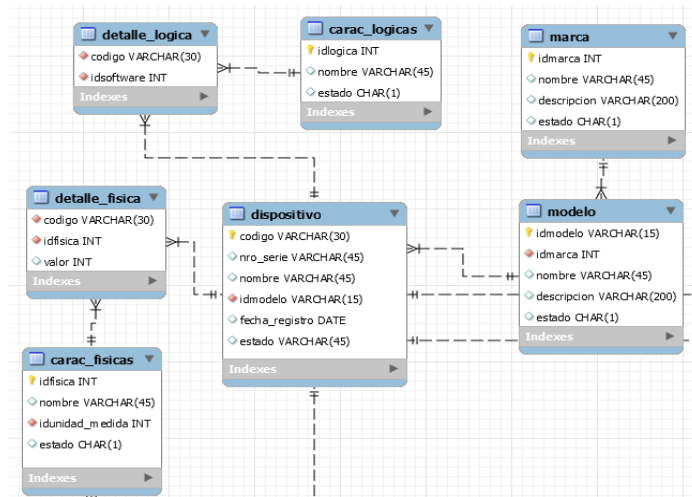 detalle_logica
codigo VARCHAR(30)
idsoftware INT
Indexes
carac_logicas
idlogica INT
nombre VARCHAR(45)
estado CHAR(1)
Indexes
marca
idmarca INT
nombre VARCHAR(45)
descripcion VARCHAR(200)
estado CHAR(1)
Indexes
detalle_fisica
codigo VARCHAR(30)
idfisica INT
valor INT
Indexes
dispositivo
codigo VARCHAR(30)
nro_serie VARCHAR(45)
nombre VARCHAR(45)
idmodelo VARCHAR(15)
fecha_registro DATE
estado VARCHAR(45)
Indexes
modelo
idmodelo VARCHAR(15)
idmarca INT
nombre VARCHAR(45)
descripcion VARCHAR(200)
estado CHAR(1)
Indexes
carac_fisicas
idfisica INT
nombre VARCHAR(45)
idunidad_medida INT
estado CHAR(1)
Indexes